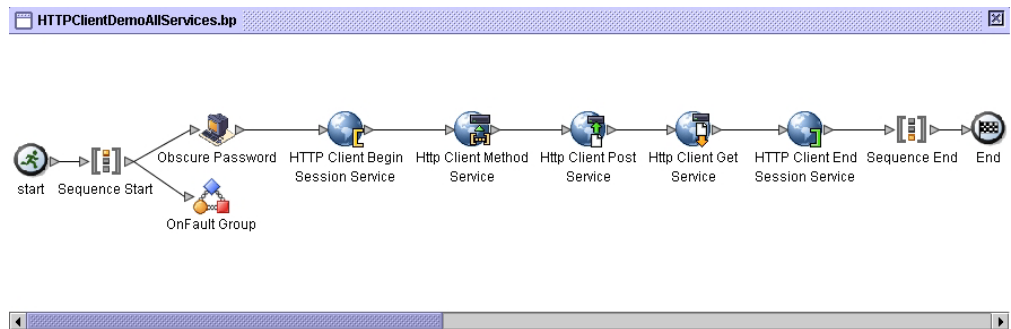 HTTPClientDemoAllServices.bp
start
Sequence Start
Obscure Password
OnFault Group
HTTP Client Begin
Session Service
Http Client Method
Service
Http Client Post
Service
Http Client Get
Service
HTTP Client End
Session Service
Sequence End
End